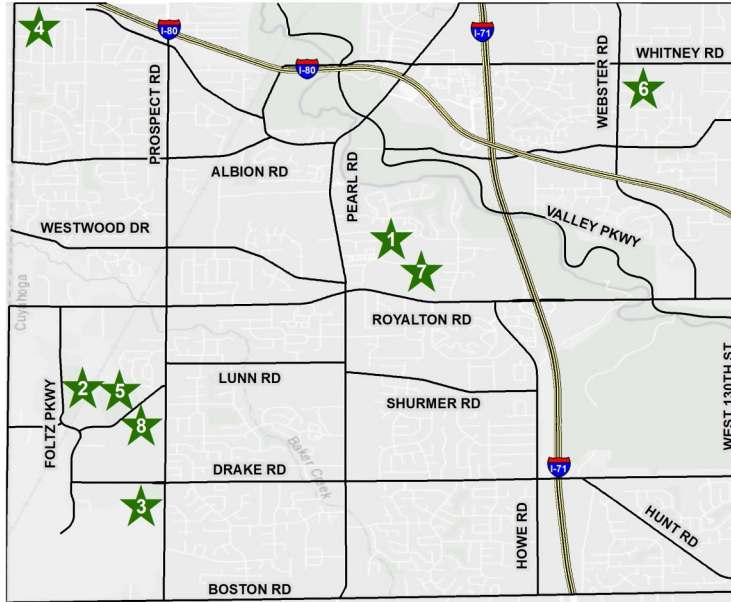 4
I-80
I-71
WEBSTER RD
WHITNEY RD
I-80
6
PROSPECT RD
ALBION RD
PEARL RD
WESTWOOD DR
1
VALLEY PKWY
7
Cuyahoga
ROYALTON RD
WEST 130TH ST
FOLTZ PKWY
2
5
LUNN RD
SHURMER RD
8
Baker Creek
DRAKE RD
I-71
3
HOWE RD
HUNT RD
BOSTON RD